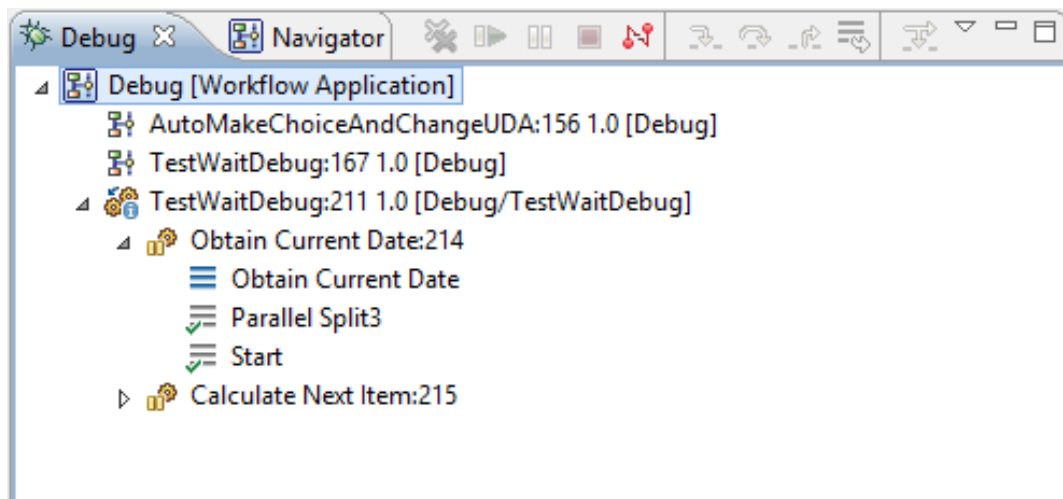 Debug Navigator
Debug [Workflow Application]
AutoMakeChoiceAndChangeUDA:156 1.0 [Debug]
TestWaitDebug:167 1.0 [Debug]
TestWaitDebug:211 1.0 [Debug/TestWaitDebug]
Obtain Current Date:214
Obtain Current Date
Parallel Split3
Start
Calculate Next Item:215